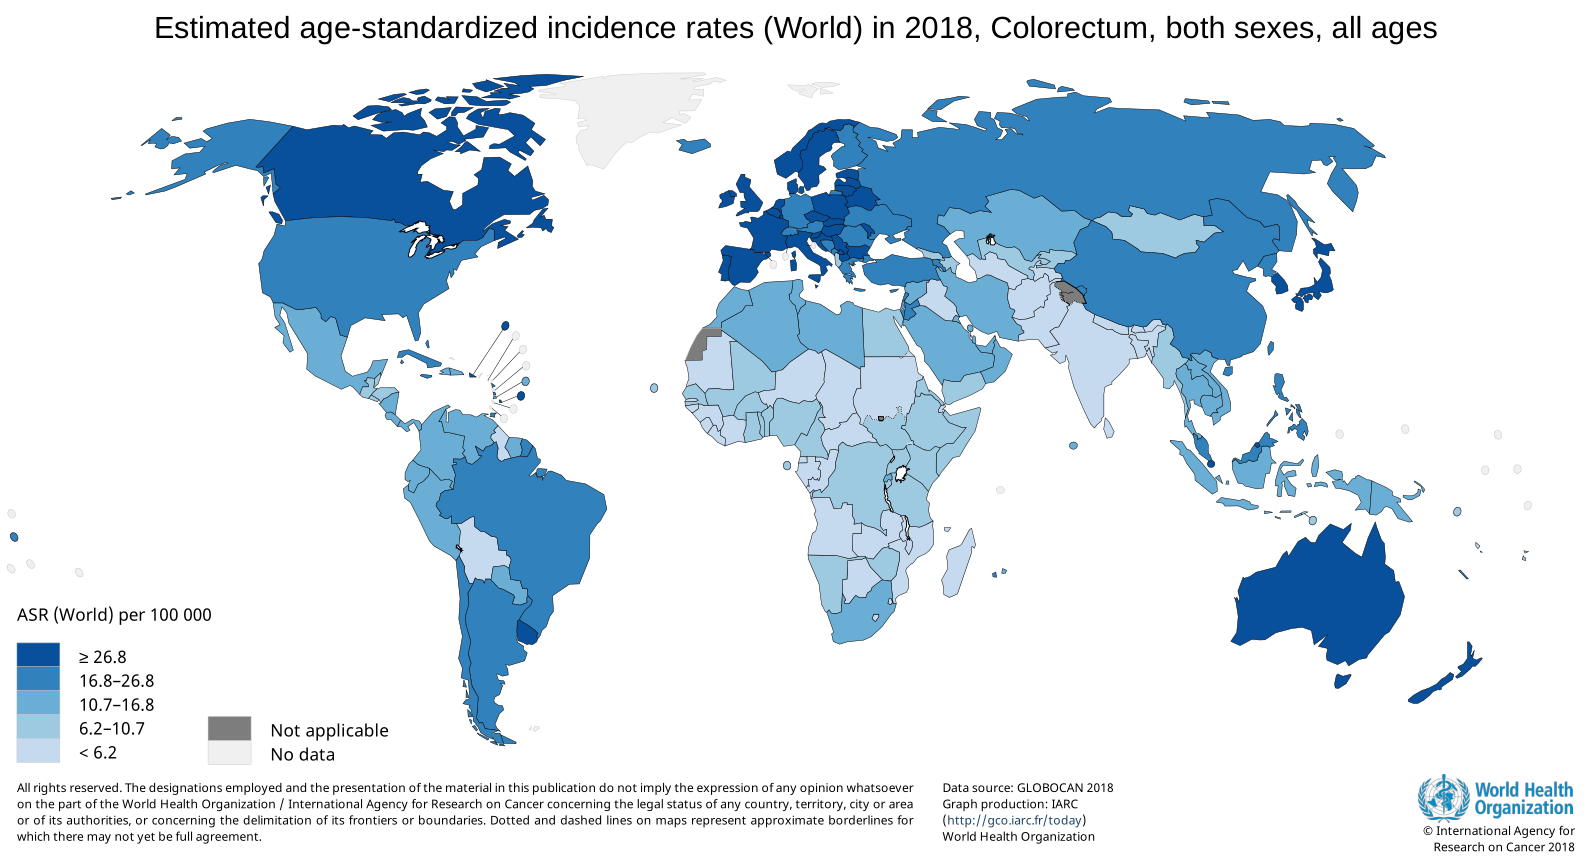 Estimated age-standardized incidence rates (World) in 2018, Colorectum, both sexes, all ages
ASR (World) per 100 000
≥ 26.8
16.8–26.8
10.7–16.8
6.2–10.7
< 6.2
Not applicable
No data
All rights reserved. The designations employed and the presentation of the material in this publication do not imply the expression of any opinion whatsoever
on the part of the World Health Organization / International Agency for Research on Cancer concerning the legal status of any country, territory, city or area
or of its authorities, or concerning the delimitation of its frontiers or boundaries. Dotted and dashed lines on maps represent approximate borderlines for
which there may not yet be full agreement.
Data source: GLOBOCAN 2018
Graph production: IARC
(http://gco.iarc.fr/today)
World Health Organization
World Health
Organization
© International Agency for
Research on Cancer 2018